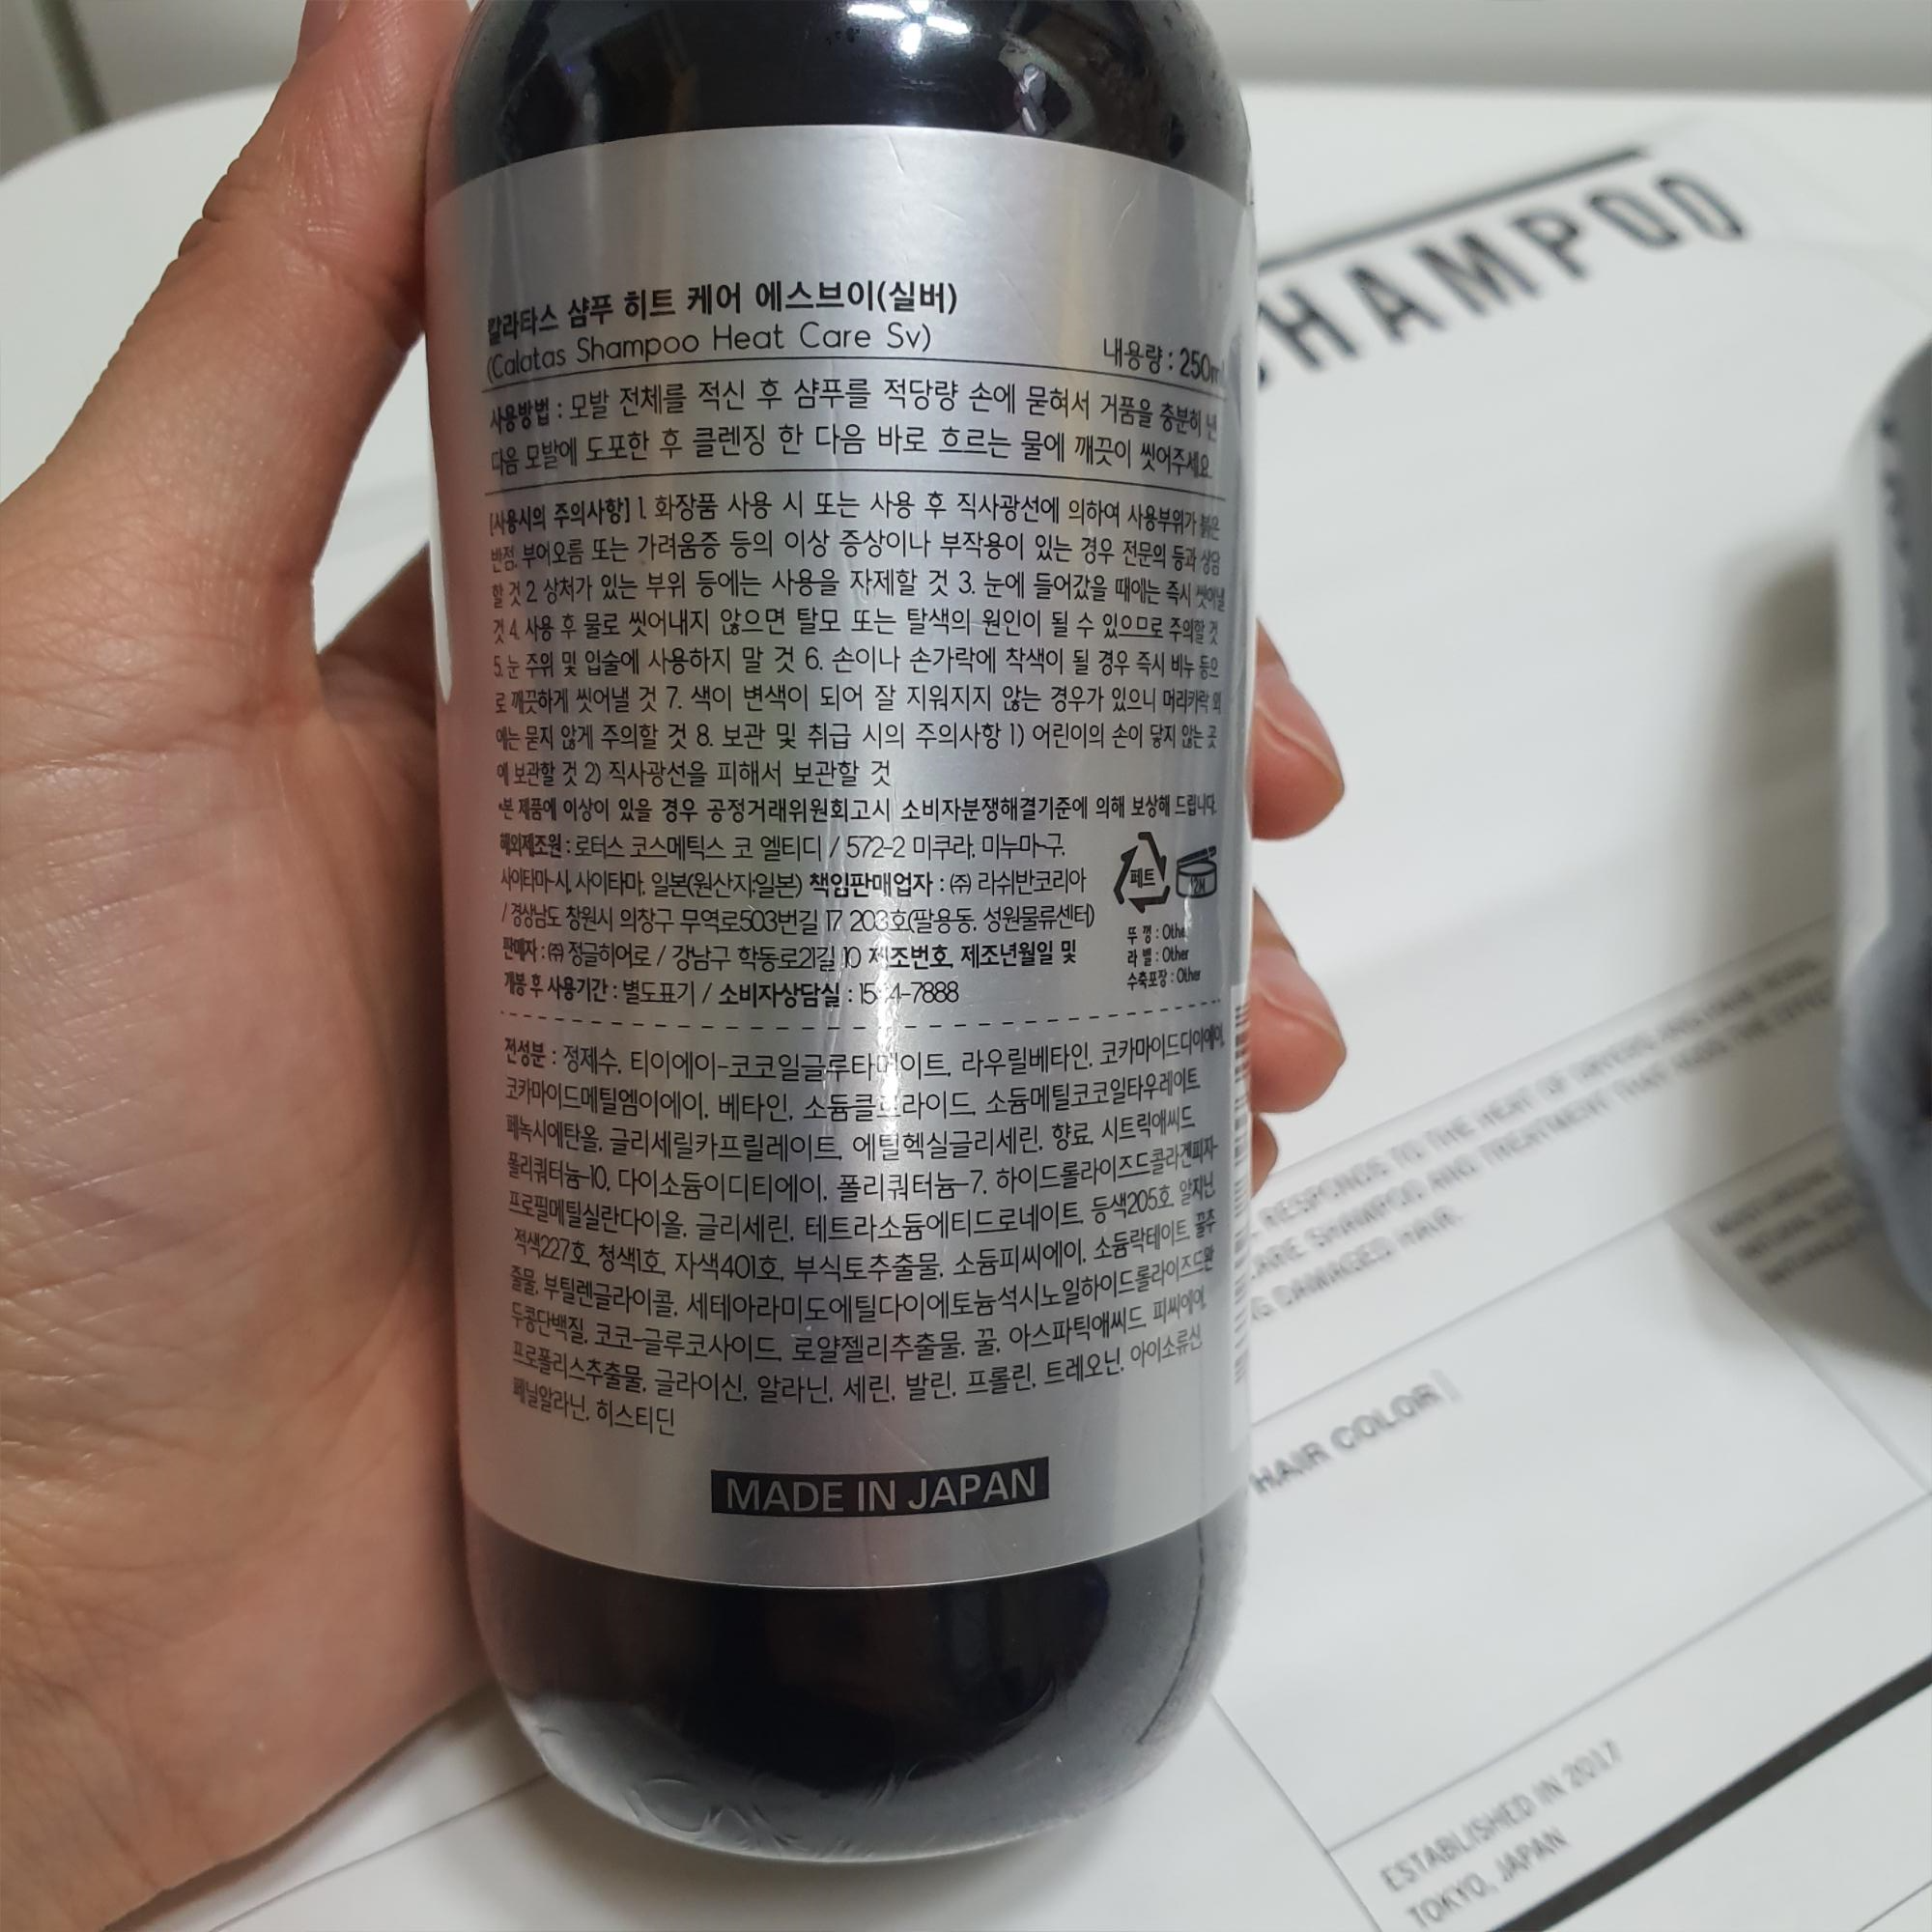 칼라타스 샴푸 히트 케어 에스브이(실버)
(Calatas Shampoo Heat Care Sv)
내용량 : 250ml
사용방법 : 모발 전체를 적신 후 샴푸를 적당량 손에 묻혀서 거품을 충분히 낸
다음 모발에 도포한 후 클렌징 한 다음 바로 흐르는 물에 깨끗이 씻어주세요.
[사용시의 주의사항] 1. 화장품 사용 시 또는 사용 후 직사광선에 의하여 사용부위가 붉은
반점, 부어오름 또는 가려움증 등의 이상 증상이나 부작용이 있는 경우 전문의 등과 상담
할 것 2. 상처가 있는 부위 등에는 사용을 자제할 것 3. 눈에 들어갔을 때에는 즉시 씻어낼
것 4. 사용 후 물로 씻어내지 않으면 탈모 또는 탈색의 원인이 될 수 있으므로 주의할 것
5. 눈 주위 및 입술에 사용하지 말 것 6. 손이나 손가락에 착색이 될 경우 즉시 비누 등으
로 깨끗하게 씻어낼 것 7. 색이 변색이 되어 잘 지워지지 않는 경우가 있으니 머리카락 외
에는 묻지 않게 주의할 것 8. 보관 및 취급 시의 주의사항 1) 어린이의 손이 닿지 않는 곳
에 보관할 것 2) 직사광선을 피해서 보관할 것
*본 제품에 이상이 있을 경우 공정거래위원회고시 소비자분쟁해결기준에 의해 보상해 드립니다.
해외제조원 : 로터스 코스메틱스 코 엘티디 / 572-2 미쿠라, 미누마-구,
사이타마-시, 사이타마, 일본(원산지:일본) 책임판매업자 : ㈜ 라쉬반코리아
/ 경상남도 창원시 의창구 무역로503번길 17, 203호(팔용동, 성원물류센터)
판매자 : ㈜ 정글히어로 / 강남구 학동로21길 10 제조번호, 제조년월일 및
개봉 후 사용기간 : 별도표기 / 소비자상담실 :
페트
12M
뚜 껑 : Other
라 벨 : Other
수축포장 : Other
전성분 : 정제수, 티이에이-코코일글루타메이트, 라우릴베타인, 코카마이드디이에이,
코카마이드메틸엠이에이, 베타인, 소듐클로라이드, 소듐메틸코코일타우레이트
페녹시에탄올, 글리세릴카프릴레이트, 에틸헥실글리세린, 향료, 시트릭애씨드,
폴리쿼터늄-10, 다이소듐이디티에이, 폴리쿼터늄-7, 하이드롤라이즈드콜라겐피지-
프로필메틸실란다이올, 글리세린, 테트라소듐에티드로네이트, 등색205호, 알지닌,
적색227호, 청색1호, 자색401호, 부식토추출물, 소듐피씨에이, 소듐락테이트, 꿀추
출물, 부틸렌글라이콜, 세테아라미도에틸다이에토늄석시노일하이드롤라이즈드완
두콩단백질, 코코-글루코사이드, 로얄젤리추출물, 꿀, 아스파틱애씨드, 피씨에이,
프로폴리스추출물, 글라이신, 알라닌, 세린, 발린, 프롤린, 트레오닌, 아이소류신
페닐알라닌, 히스티딘
MADE IN JAPAN
SHAMPOO
RESPONDS TO THE HEAT OF
CARE SHAMPOO AND TREATMENT THAT
DAMAGED HAIR.
HAIR COLOR
ESTABLISHED IN 2017
TOKYO, JAPAN